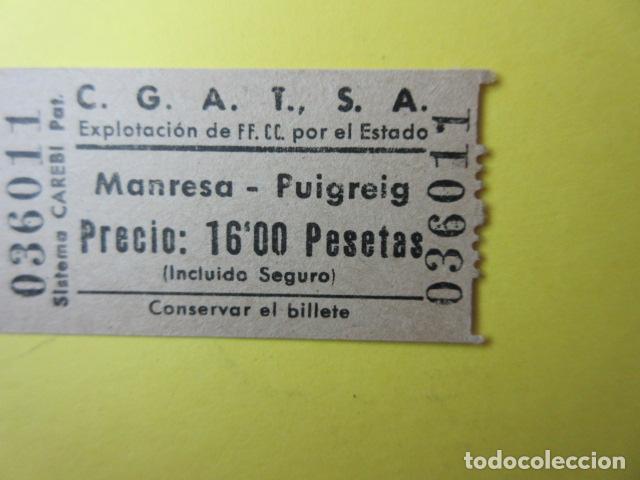 036011
Sistema CAREBI Pat.
C. G. A. T., S. A.
Explotación de FF. CC. por el Estado
Manresa - Puigreig
Precio: 16'00 Pesetas
(Incluido Seguro)
Conservar el billete
036011
todocoleccion.net